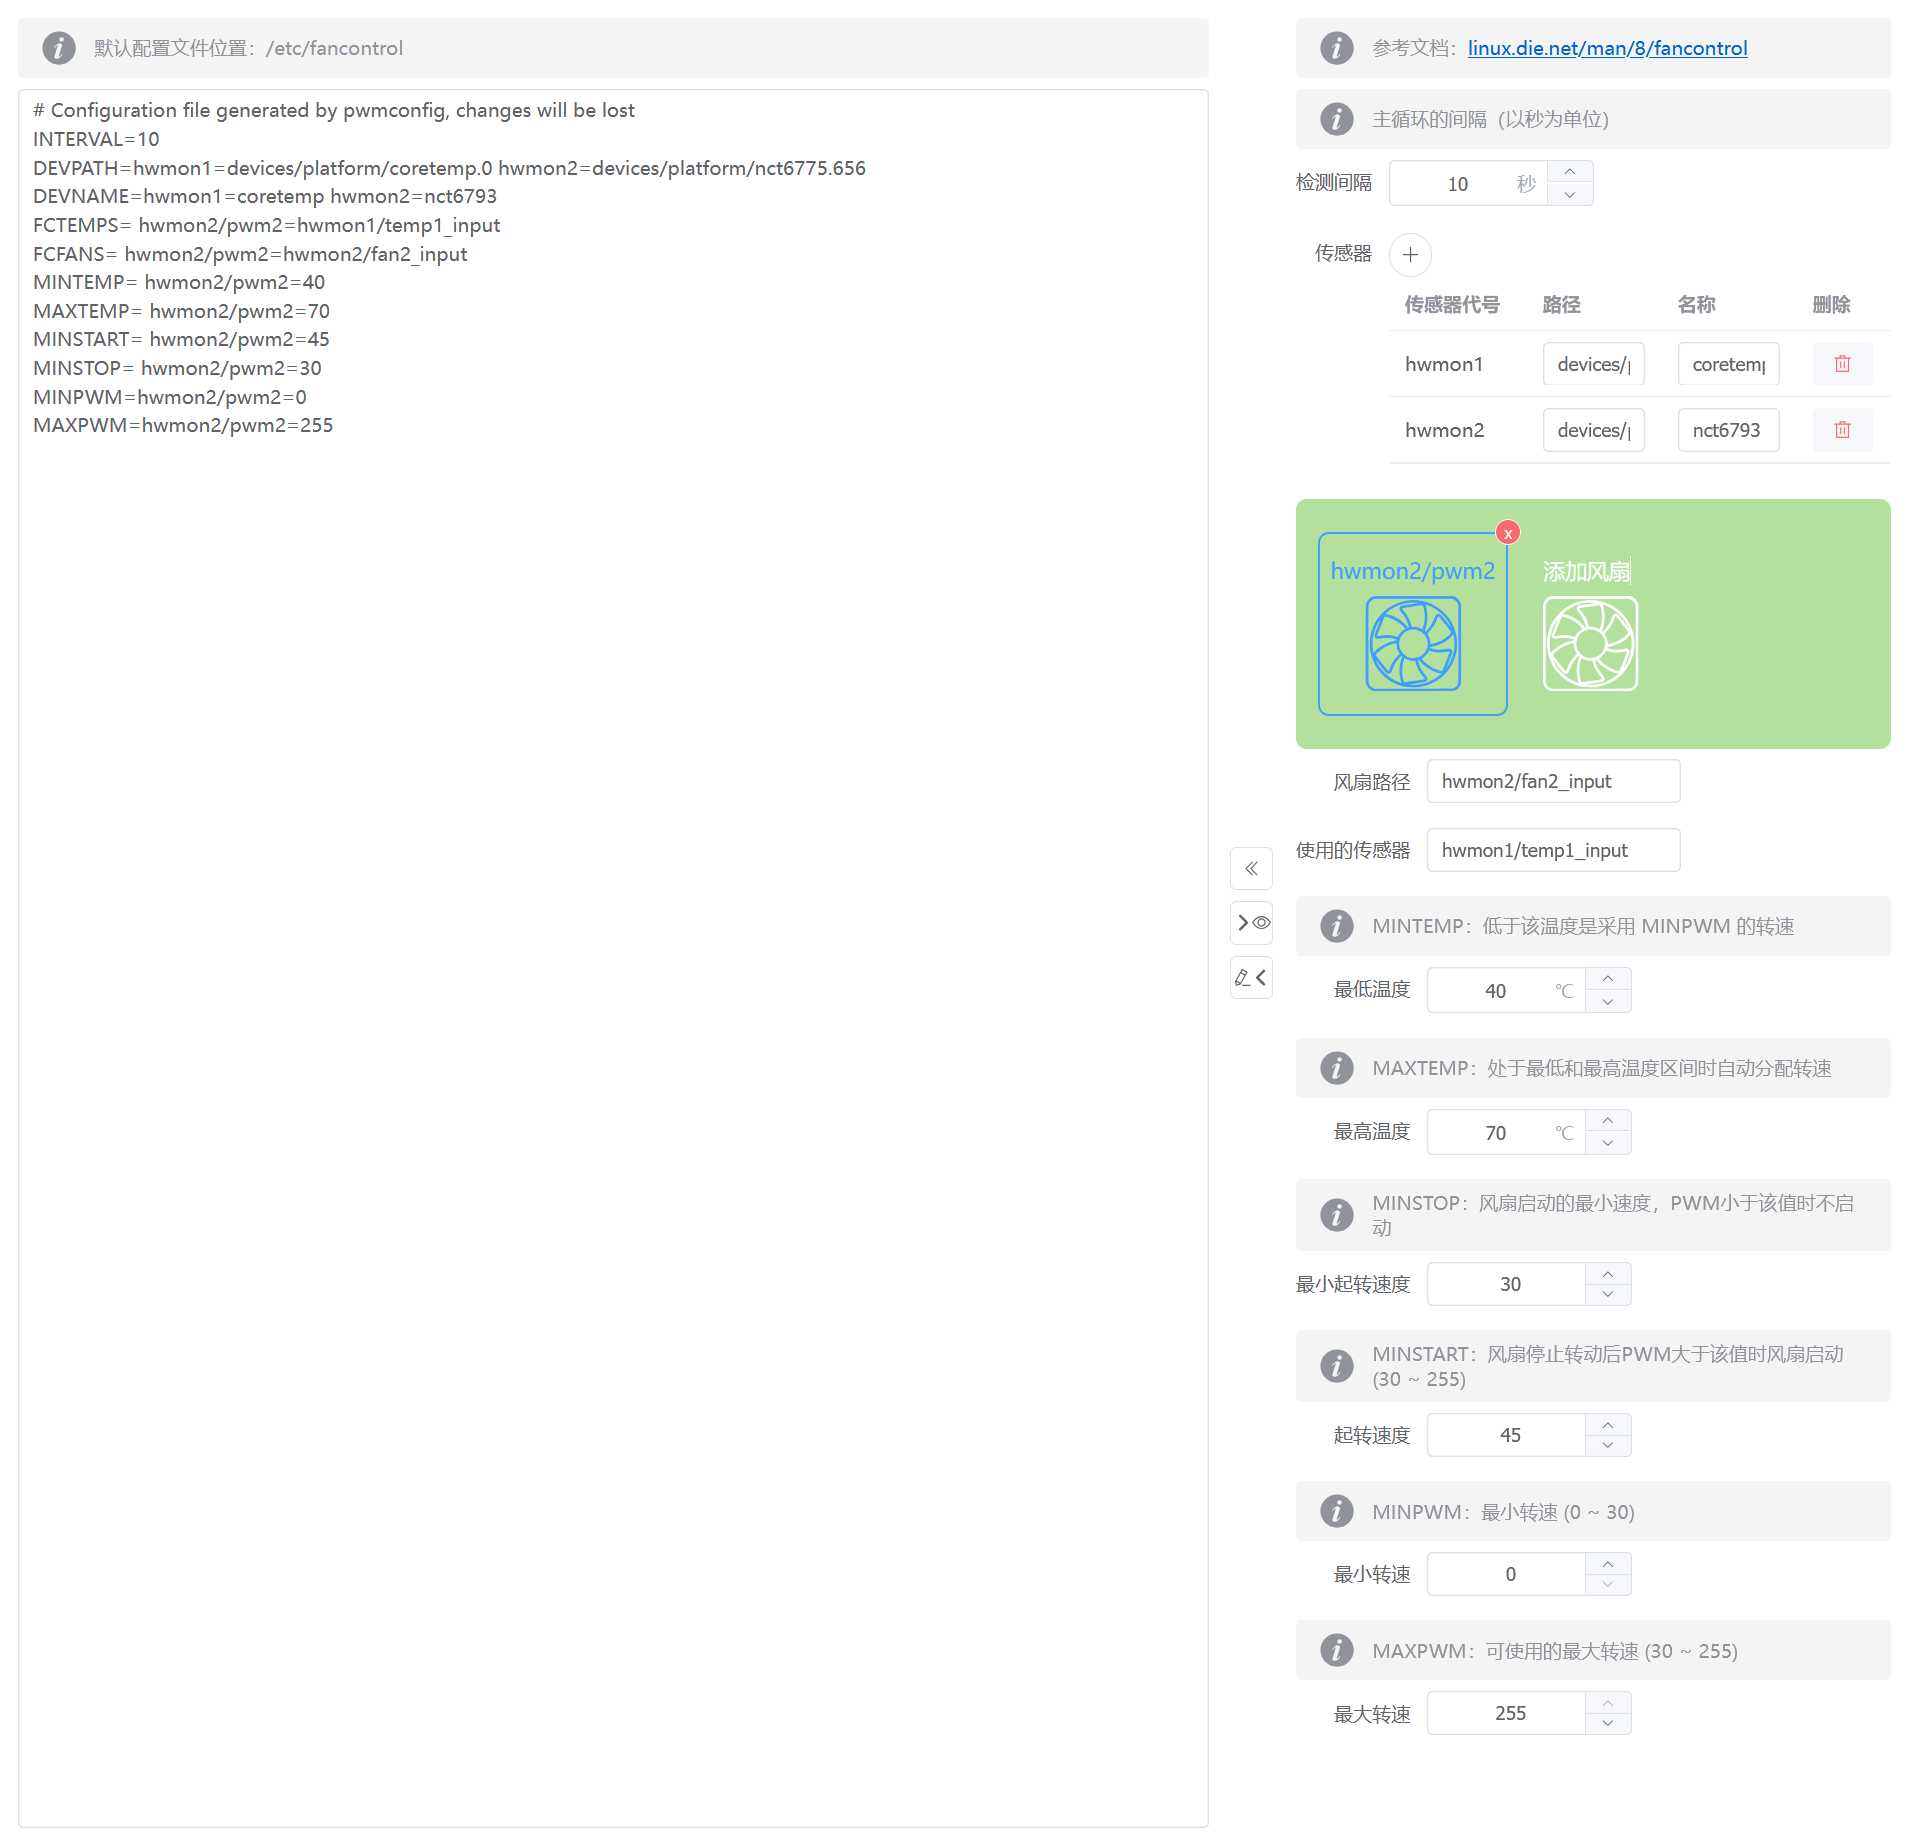 默认配置文件位置：/etc/fancontrol
# Configuration file generated by pwmconfig, changes will be lost
INTERVAL=10
DEVPATH=hwmon1=devices/platform/coretemp.0 hwmon2=devices/platform/nct6775.656
DEVNAME=hwmon1=coretemp hwmon2=nct6793
FCTEMPS= hwmon2/pwm2=hwmon1/temp1_input
FCFANS= hwmon2/pwm2=hwmon2/fan2_input
MINTEMP= hwmon2/pwm2=40
MAXTEMP= hwmon2/pwm2=70
MINSTART= hwmon2/pwm2=45
MINSTOP= hwmon2/pwm2=30
MINPWM=hwmon2/pwm2=0
MAXPWM=hwmon2/pwm2=255
参考文档：linux.die.net/man/8/fancontrol
主循环的间隔（以秒为单位）
检测间隔 10 秒
传感器
传感器代号 路径 名称 删除
hwmon1 devices/ coretem
hwmon2 devices/ nct6793
x
hwmon2/pwm2 添加风扇
风扇路径 hwmon2/fan2_input
使用的传感器 hwmon1/temp1_input
MINTEMP：低于该温度是采用 MINPWM 的转速
最低温度 40 ℃
MAXTEMP：处于最低和最高温度区间时自动分配转速
最高温度 70 ℃
MINSTOP：风扇启动的最小速度，PWM小于该值时不启
动
最小起转速度 30
MINSTART：风扇停止转动后PWM大于该值时风扇启动
(30 ~ 255)
起转速度 45
MINPWM：最小转速 (0 ~ 30)
最小转速 0
MAXPWM：可使用的最大转速 (30 ~ 255)
最大转速 255